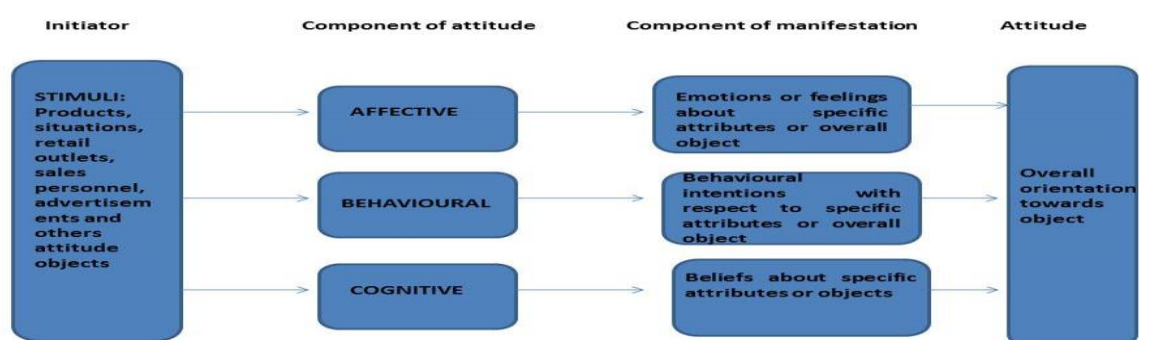 Initiator
Component of attitude
Component of manifestation
Attitude
STIMULI:
Products,
situations,
retail
outlets,
sales
personnel,
advertisem
ents and
others
attitude
objects
AFFECTIVE
BEHAVIOURAL
COGNITIVE
Emotions or feelings
about specific
attributes or overall
object
Behavioural
intentions with
respect to specific
attributes or overall
object
Beliefs about specific
attributes or objects
Overall
orientation
towards
object